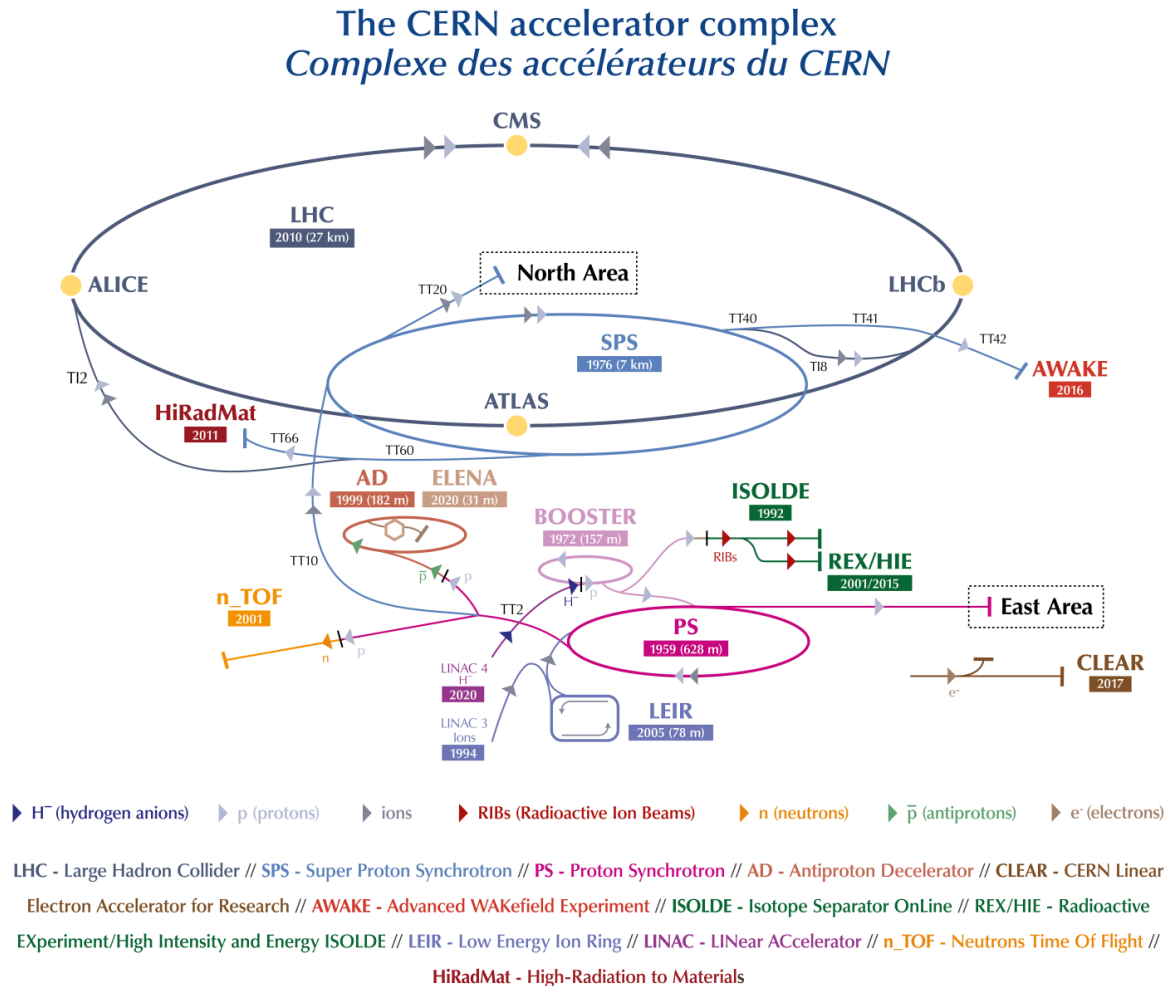 The CERN accelerator complex
Complexe des accélérateurs du CERN
CMS
LHC
2010 (27 km)
North Area
ALICE
LHCb
TT20
TT40
TT41
SPS
1976 (7 km)
TT42
TI8
TI2
AWAKE
2016
ATLAS
HiRadMat
2011
TT66
TT60
AD
1999 (182 m)
ELENA
2020 (31 m)
ISOLDE
1992
BOOSTER
1972 (157 m)
RIBs
REX/HIE
2001/2015
TT10
p̅
p
H⁻
p
n_TOF
2001
TT2
East Area
PS
1959 (628 m)
n
p
LINAC 4
H⁻
2020
CLEAR
2017
e⁻
LINAC 3
Ions
1994
LEIR
2005 (78 m)
H⁻ (hydrogen anions)
p (protons)
ions
RIBs (Radioactive Ion Beams)
n (neutrons)
p̅ (antiprotons)
e⁻ (electrons)
LHC - Large Hadron Collider // SPS - Super Proton Synchrotron // PS - Proton Synchrotron // AD - Antiproton Decelerator // CLEAR - CERN Linear
Electron Accelerator for Research // AWAKE - Advanced WAKefield Experiment // ISOLDE - Isotope Separator OnLine // REX/HIE - Radioactive
EXperiment/High Intensity and Energy ISOLDE // LEIR - Low Energy Ion Ring // LINAC - LINear ACcelerator // n_TOF - Neutrons Time Of Flight //
HiRadMat - High-Radiation to Materials